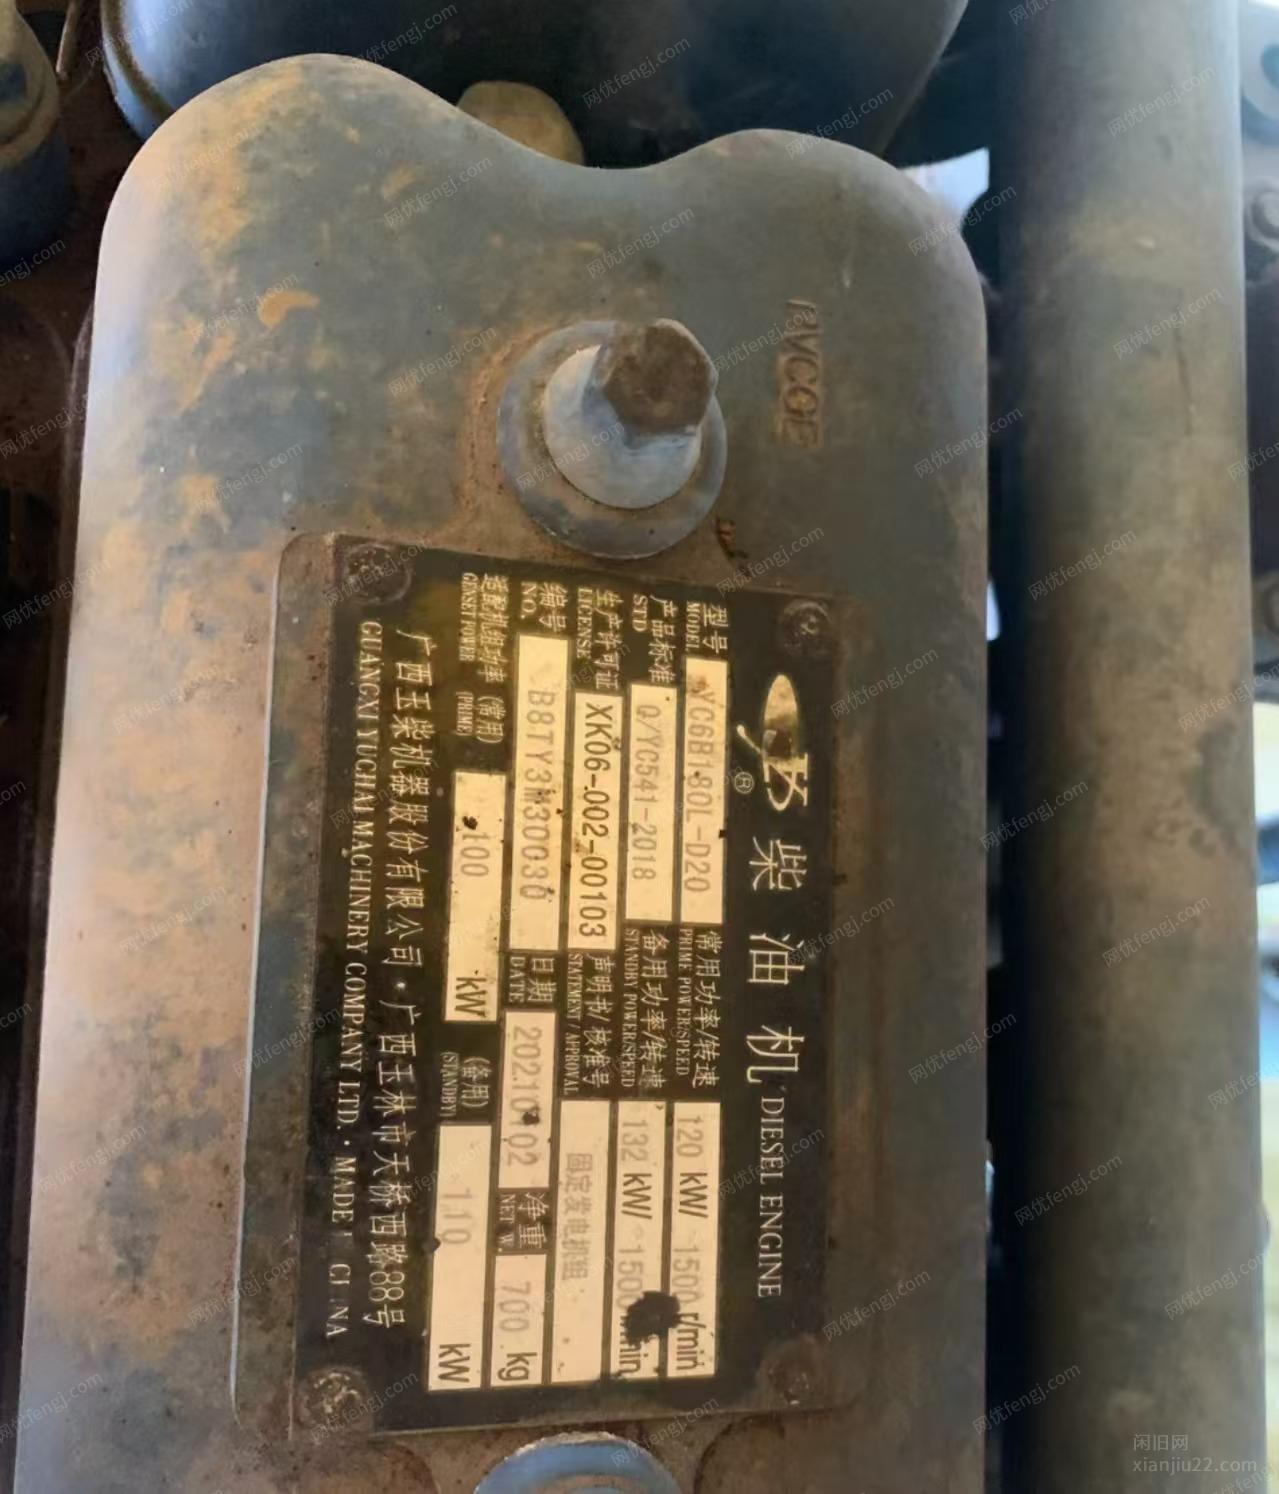 柴油机 DIESEL ENGINE
型号 MODEL YC6B180L-D20 常用功率/转速 PRIME POWER/SPEED 120 kW/ 1500 r/min
产品标准 STD Q/YC541-2018 备用功率/转速 STANDBY POWER/SPEED 132 kW/ 1500
生产许可证 LICENSE XK06-002-00103 声明书/核准号 STATEMENT/APROVAL 固定发电机组
编号 NO. B8TY3M30030 日期 DATE 20210102 净重 NET W. 700 kg
适配机组功率 GENSET POWER (常用) (PRIME) 100 kW (备用) (STANDBY) 110 kW
广西玉柴机器股份有限公司·广西玉林市天桥西路88号
GUANGXI YUCHAI MACHINERY COMPANY LTD. · MADE
闲旧网
xianjiu22.com
网优fengj.com